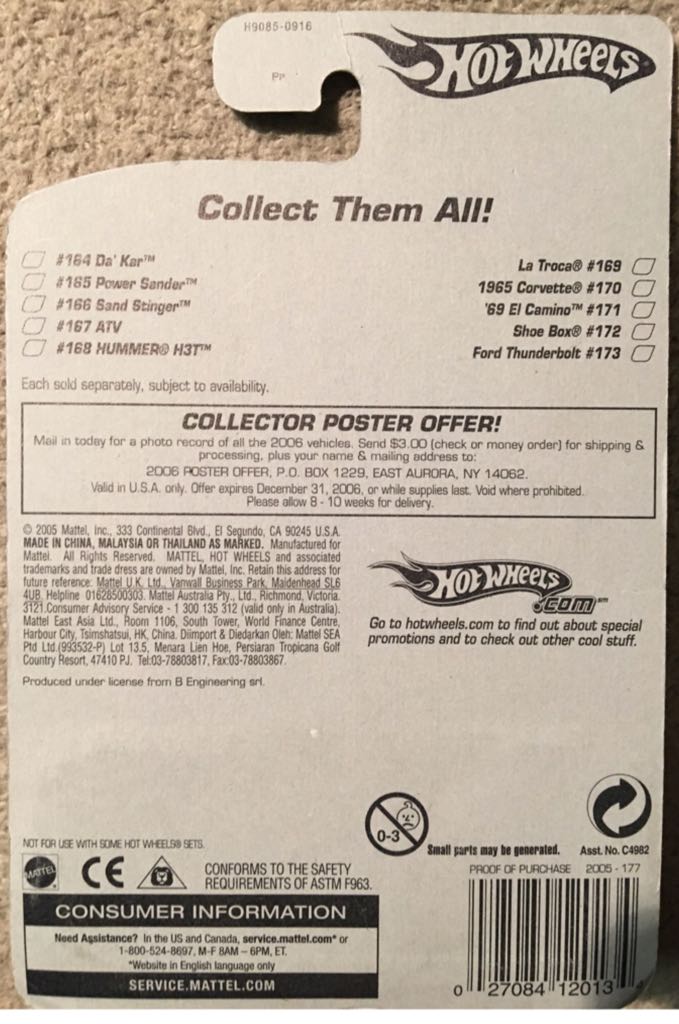 H9085-0916
Pr
HOT WHEELS
Collect Them All!
#164 Da' Kar™
#165 Power Sander™
#166 Sand Stinger™
#167 ATV
#168 HUMMER® H3T™
La Troca® #169
1965 Corvette® #170
'69 El Camino™ #171
Shoe Box® #172
Ford Thunderbolt #173
Each sold separately, subject to availability.
COLLECTOR POSTER OFFER!
Mail in today for a photo record of all the 2006 vehicles. Send $3.00 (check or money order) for shipping &
processing, plus your name & mailing address to:
2006 POSTER OFFER, P.O. BOX 1229, EAST AURORA, NY 14052.
Valid in U.S.A. only. Offer expires December 31, 2006, or while supplies last. Void where prohibited.
Please allow 8 - 10 weeks for delivery.
© 2005 Mattel, Inc., 333 Continental Blvd., El Segundo, CA 90245 U.S.A.
MADE IN CHINA, MALAYSIA OR THAILAND AS MARKED. Manufactured for
Mattel. All Rights Reserved. MATTEL, HOT WHEELS and associated
trademarks and trade dress are owned by Mattel, Inc. Retain this address for
future reference: Mattel U.K. Ltd., Vanwall Business Park, Maidenhead SL6
4UB. Helpline 01628500303. Mattel Australia Pty., Ltd., Richmond, Victoria.
3121.Consumer Advisory Service - 1 300 135 312 (valid only in Australia).
Mattel East Asia Ltd., Room 1106, South Tower, World Finance Centre,
Harbour City, Tsimshatsui, HK, China. Diimport & Diedarkan Oleh: Mattel SEA
Ptd Ltd.(993532-P) Lot 13.5, Menara Lien Hoe, Persiaran Tropicana Golf
Country Resort, 47410 PJ. Tel:03-78803817, Fax:03-78803867.
Produced under license from B Engineering srl.
HOT WHEELS
.COM™
Go to hotwheels.com to find out about special
promotions and to check out other cool stuff.
NOT FOR USE WITH SOME HOT WHEELS® SETS.
MATTEL
CE
CONFORMS TO THE SAFETY
REQUIREMENTS OF ASTM F963.
0-3
Small parts may be generated.
Asst. No. C4982
PROOF OF PURCHASE 2005 - 177
CONSUMER INFORMATION
Need Assistance? In the US and Canada, service.mattel.com* or
1-800-524-8697, M-F 8AM – 6PM, ET.
*Website in English language only
SERVICE.MATTEL.COM
0 27084 12013 4